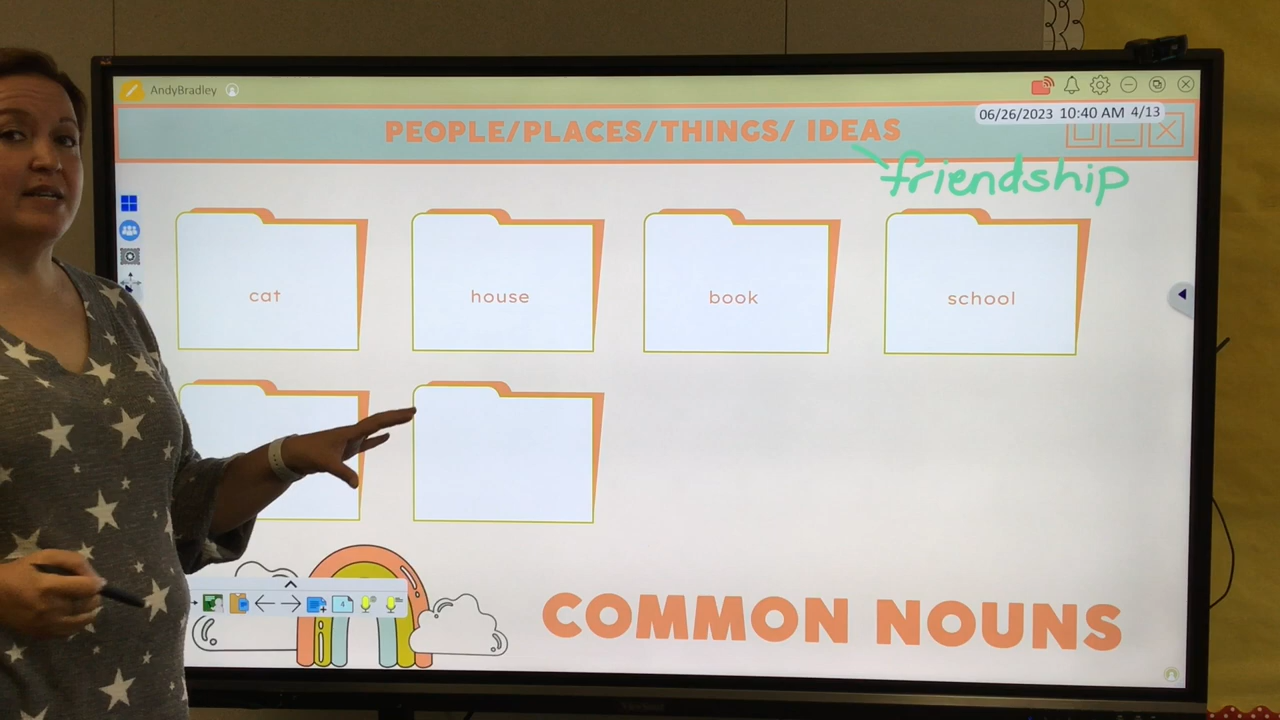 AndyBradley
06/26/2023 10:40 AM 4/13
PEOPLE/PLACES/THINGS/ IDEAS
friendship
cat
house
book
school
4
COMMON NOUNS